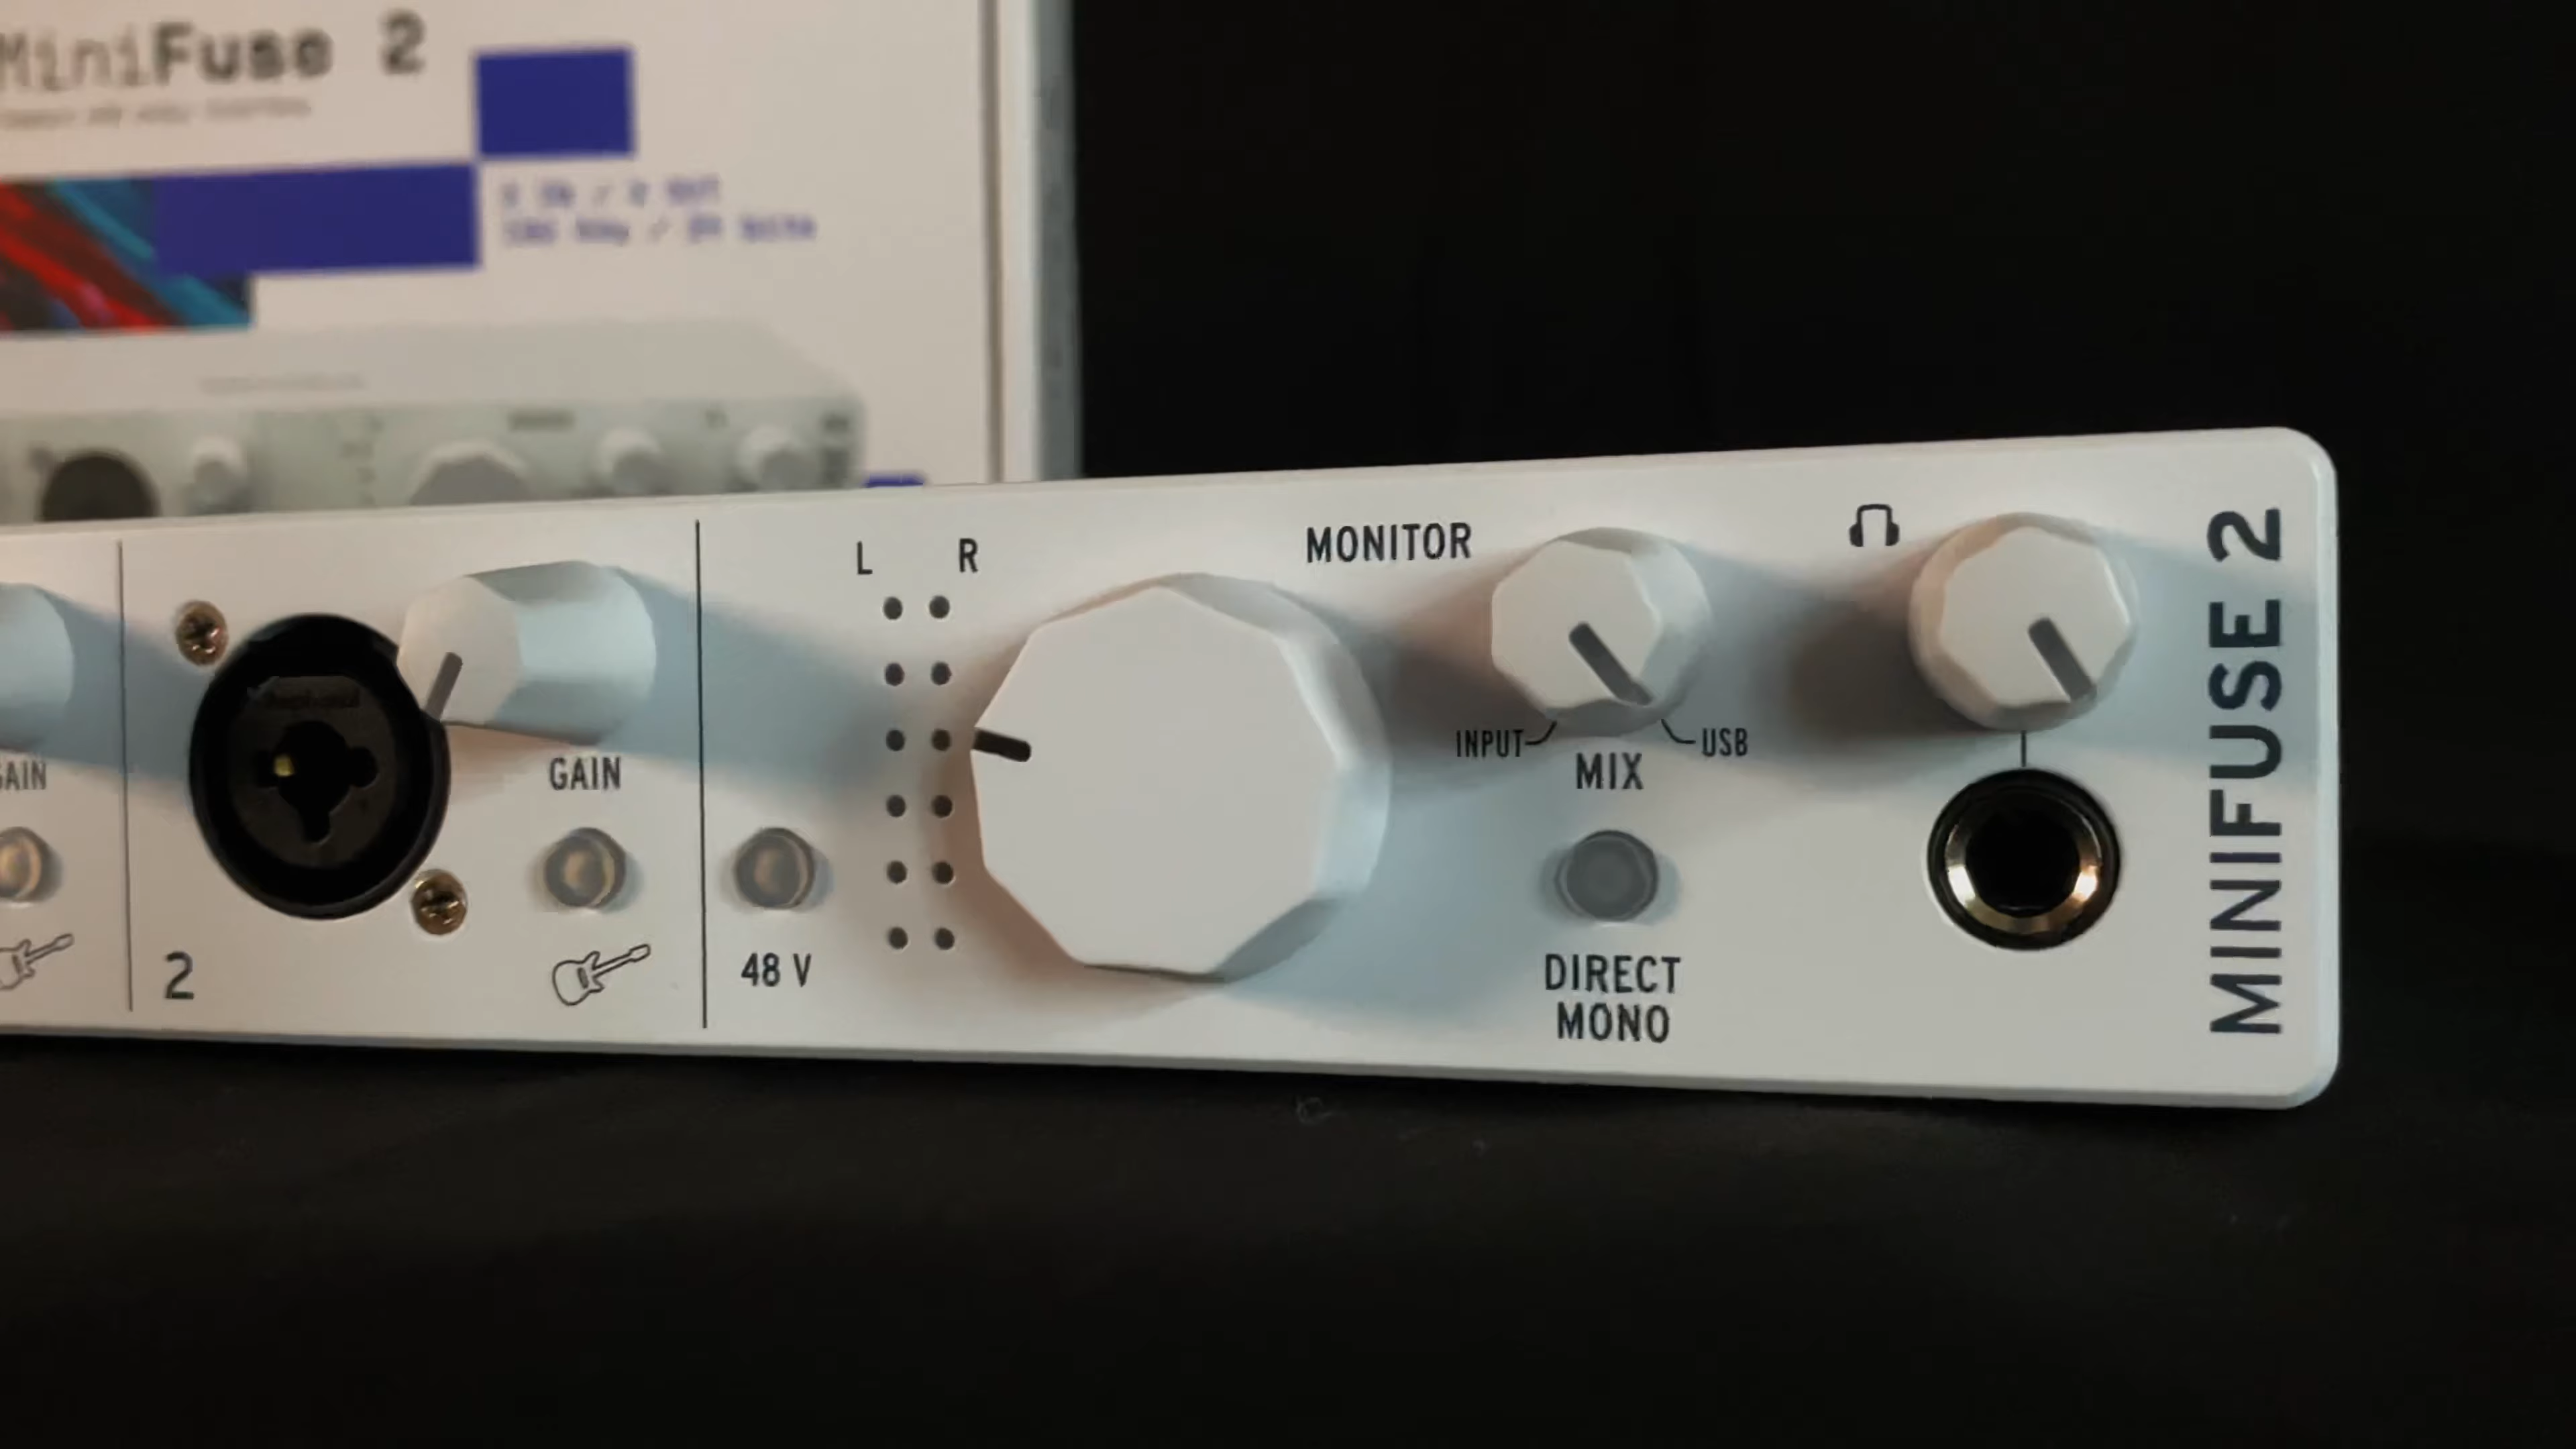 MiniFuse 2
L R
MONITOR
INPUT USB
MIX
GAIN
GAIN
48 V
2
DIRECT
MONO
MINIFUSE 2